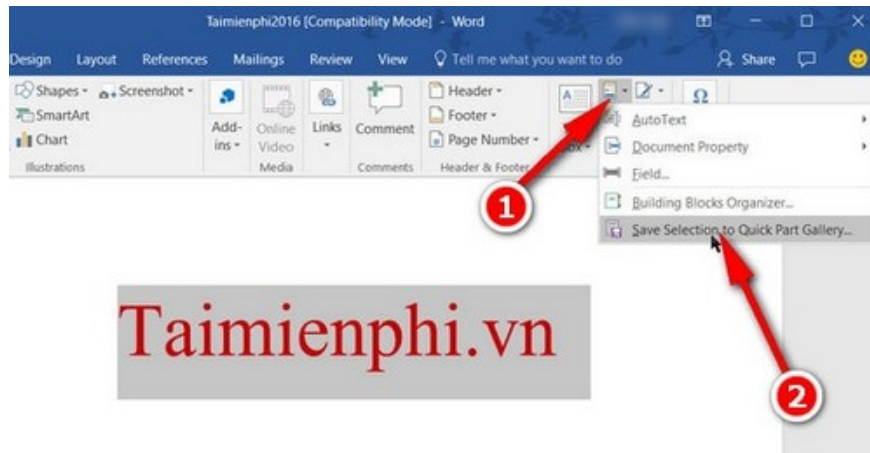 Taimienphi2016 [Compatibility Mode] - Word
Design Layout References Mailings Review View Tell me what you want to do Share
Shapes Screenshot
SmartArt
Chart
Illustrations
Add-
ins
Online
Video
Media
Links
Comment
Comments
Header
Footer
Page Number
Header & Footer
A
Ω
AutoText
Document Property
Field...
Building Blocks Organizer...
Save Selection to Quick Part Gallery...
1
Taimienphi.vn
2